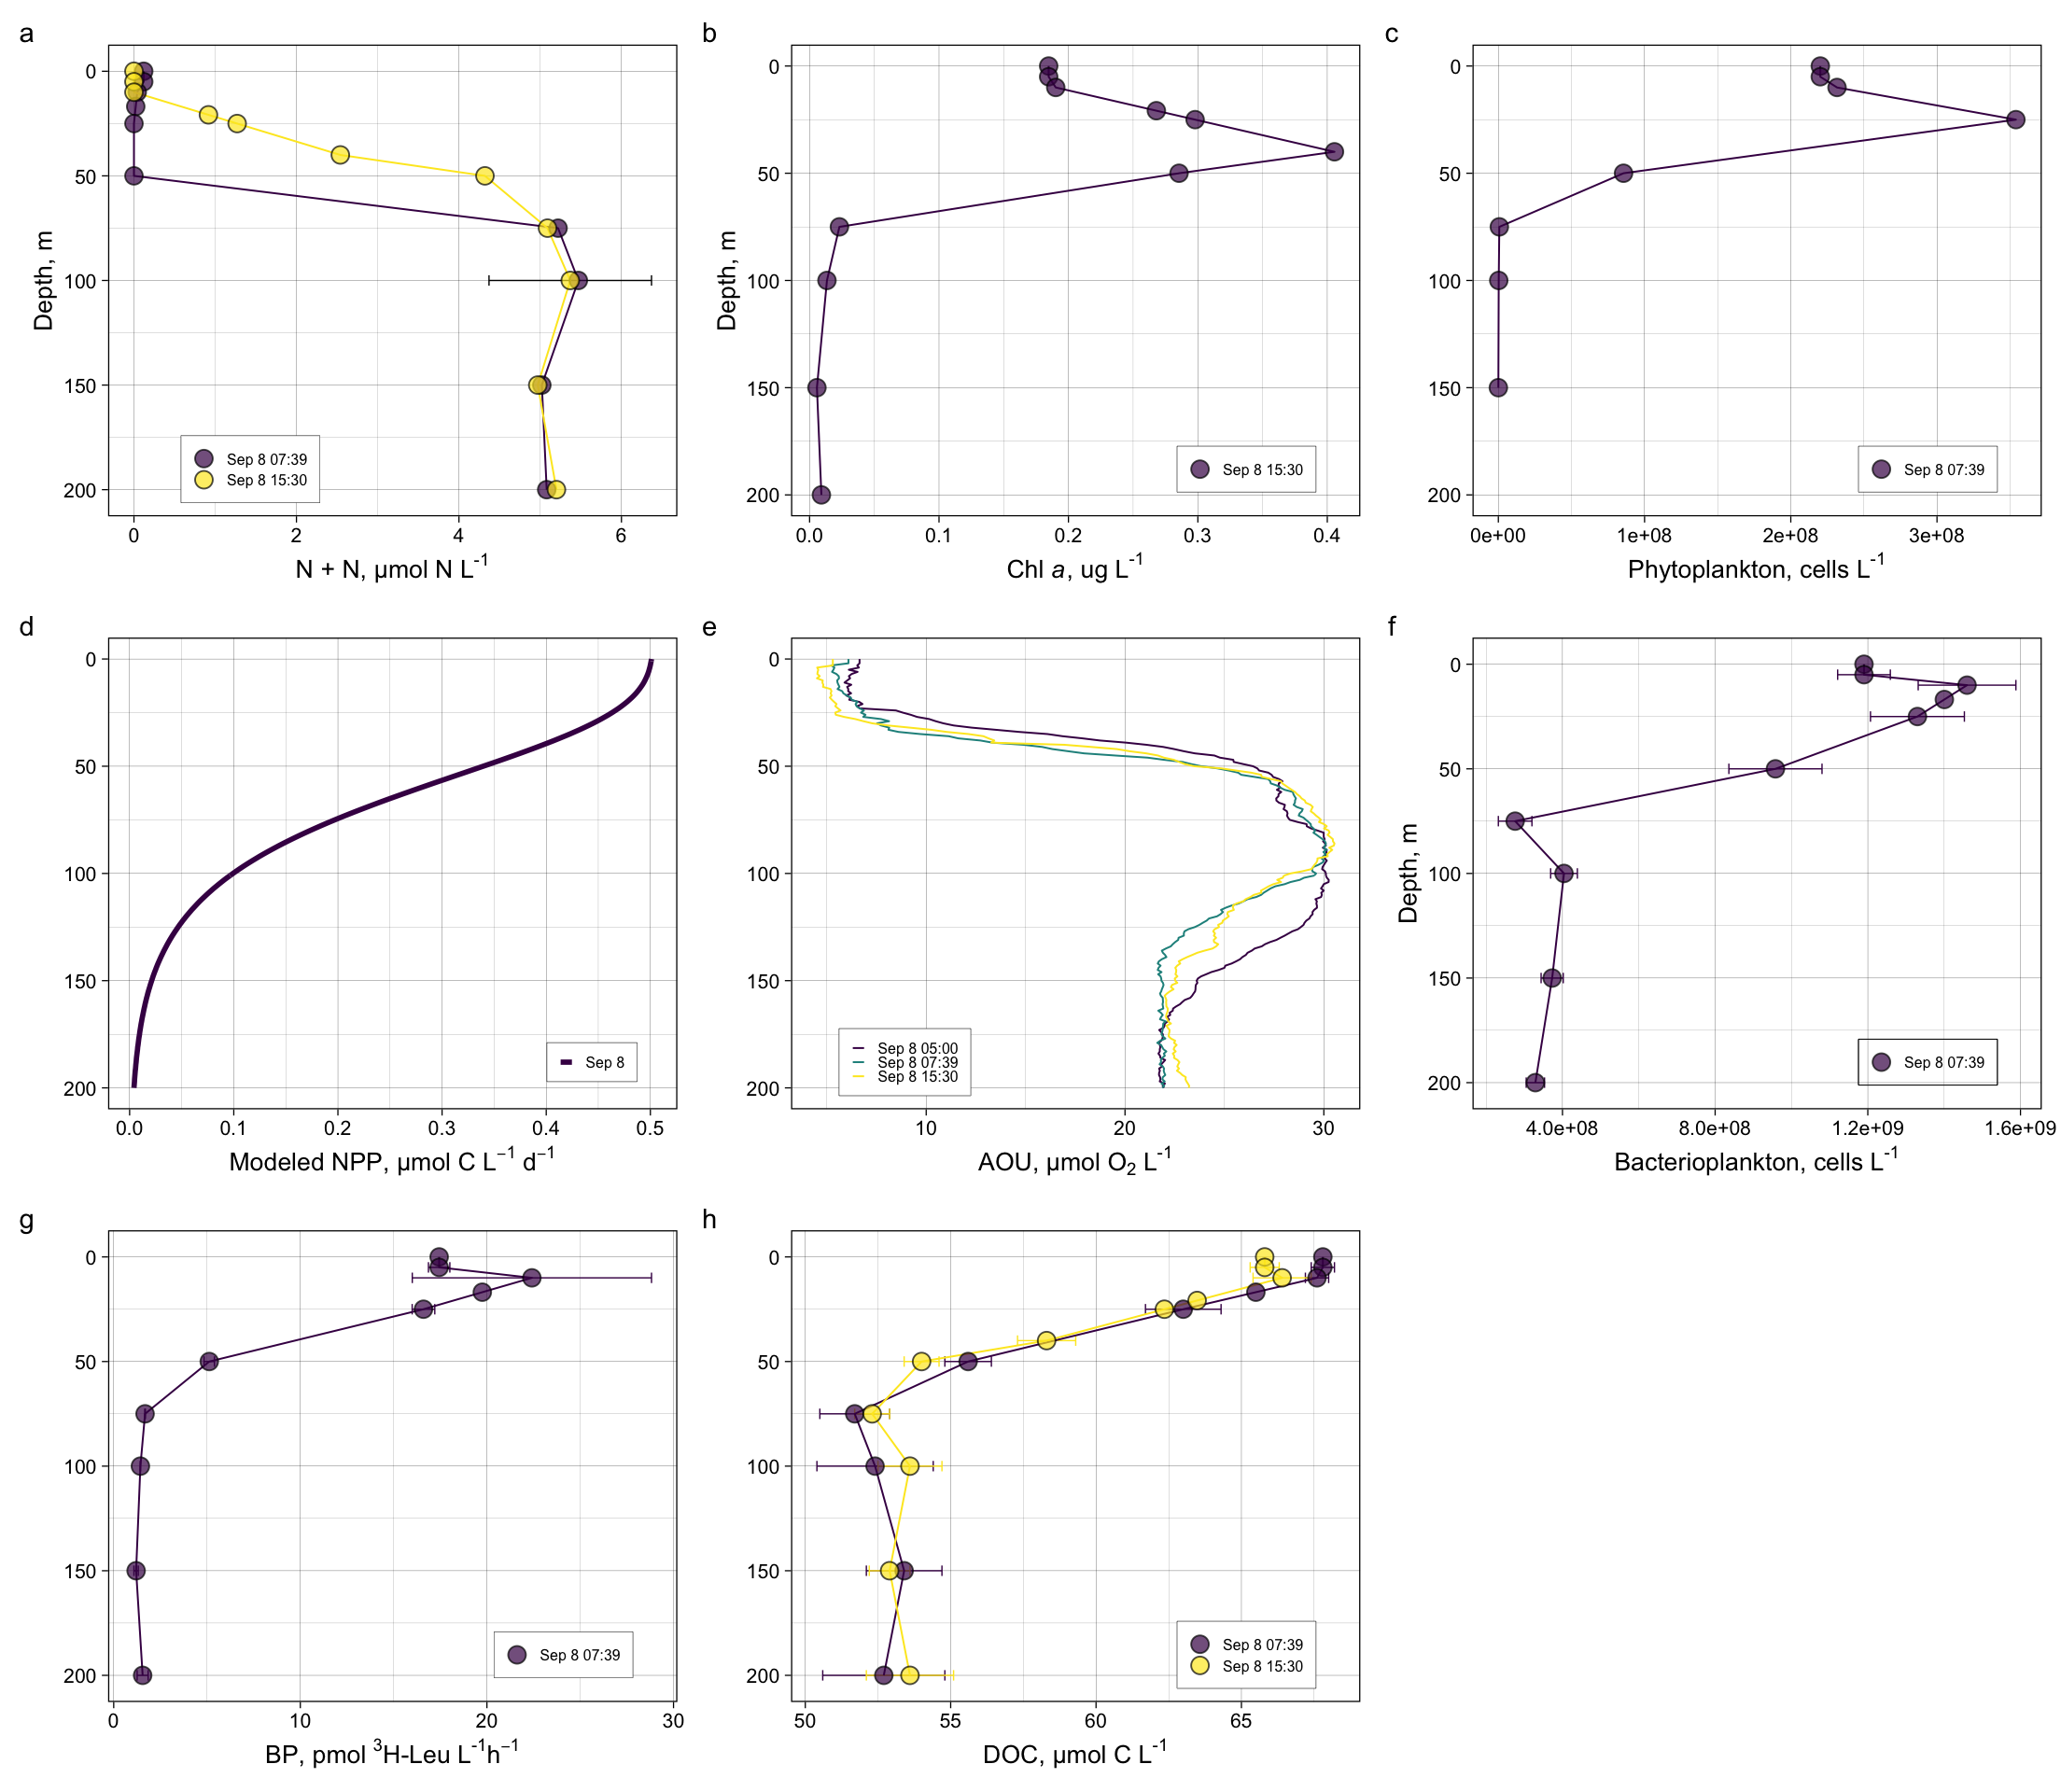 a
0
50
100
150
200
Depth, m
0 2 4 6
N + N, µmol N L⁻¹
Sep 8 07:39
Sep 8 15:30
b
0
50
100
150
200
Depth, m
0.0 0.1 0.2 0.3 0.4
Chl a, ug L⁻¹
Sep 8 15:30
c
0
50
100
150
200
0e+00 1e+08 2e+08 3e+08
Phytoplankton, cells L⁻¹
Sep 8 07:39
d
0
50
100
150
200
0.0 0.1 0.2 0.3 0.4 0.5
Modeled NPP, µmol C L⁻¹ d⁻¹
Sep 8
e
0
50
100
150
200
10 20 30
AOU, µmol O₂ L⁻¹
Sep 8 05:00
Sep 8 07:39
Sep 8 15:30
f
0
50
100
150
200
Depth, m
4.0e+08 8.0e+08 1.2e+09 1.6e+09
Bacterioplankton, cells L⁻¹
Sep 8 07:39
g
0
50
100
150
200
0 10 20 30
BP, pmol ³H-Leu L⁻¹h⁻¹
Sep 8 07:39
h
0
50
100
150
200
50 55 60 65
DOC, µmol C L⁻¹
Sep 8 07:39
Sep 8 15:30